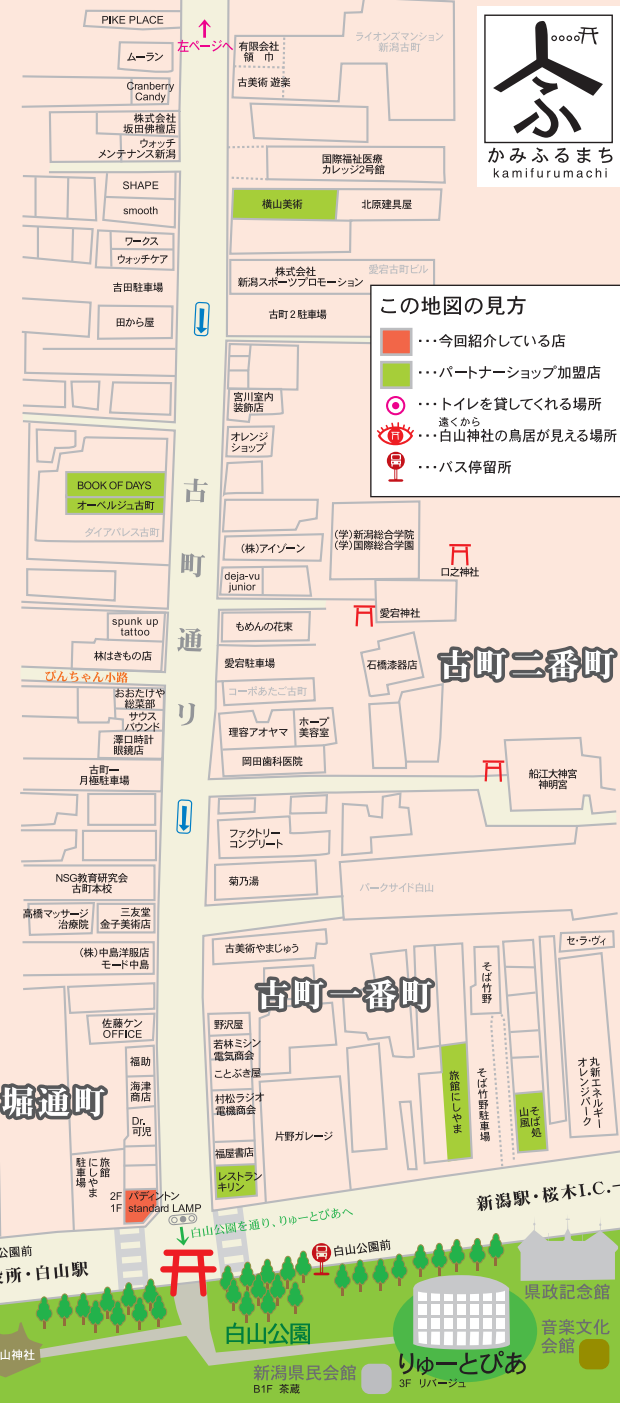 PIKE PLACE
左ページへ
ムーラン
有限会社
領 巾
ライオンズマンション
新潟古町
古美術 遊楽
Cranberry
Candy
株式会社
坂田佛檀店
ウォッチ
メンテナンス新潟
かみふるまち
kamifurumachi
国際福祉医療
カレッジ2号館
SHAPE
smooth
横山美術
北原建具屋
ワークス
ウォッチケア
吉田駐車場
株式会社
新潟スポーツプロモーション
愛宕古町ビル
田から屋
古町2駐車場
この地図の見方
・・・今回紹介している店
・・・パートナーショップ加盟店
・・・トイレを貸してくれる場所
遠くから
・・・白山神社の鳥居が見える場所
・・・バス停留所
宮川室内
装飾店
オレンジ
ショップ
BOOK OF DAYS
オーベルジュ古町
ダイアパレス古町
古町通り
(株)アイゾーン
(学)新潟総合学院
(学)国際総合学園
口之神社
deja-vu
junior
愛宕神社
spunk up
tattoo
もめんの花束
林はきもの店
愛宕駐車場
石橋漆器店
古町二番町
ぴんちゃん小路
コーポあたご古町
おおたけや
総菜部
サウス
バウンド
澤口時計
眼鏡店
理容アオヤマ
ホープ
美容室
岡田歯科医院
古町一
月極駐車場
船江大神宮
神明宮
ファクトリー
コンプリート
NSG教育研究会
古町本校
菊乃湯
パークサイド白山
高橋マッサージ
治療院
三友堂
金子美術店
(株)中島洋服店
モード中島
古美術やまじゅう
セ・ラ・ヴィ
そば竹野
古町一番町
佐藤ケン
OFFICE
野沢屋
若林ミシン
電気商会
福助
ことぶき屋
海津
商店
村松ラジオ
電機商会
堀通町
Dr.
可児
片野ガレージ
旅館にしやま
そば竹野駐車場
そば処
山風
丸新エネルギー
オレンジパーク
福屋書店
旅館
にしやま
駐車場
レストラン
キリン
2F パディントン
1F standard LAMP
白山公園を通り、りゅーとぴあへ
新潟駅・桜木I.C.
公園前
白山公園前
役所・白山駅
県政記念館
白山公園
音楽文化
会館
山神社
新潟県民会館
B1F 茶蔵
りゅーとぴあ
3F リバージュ